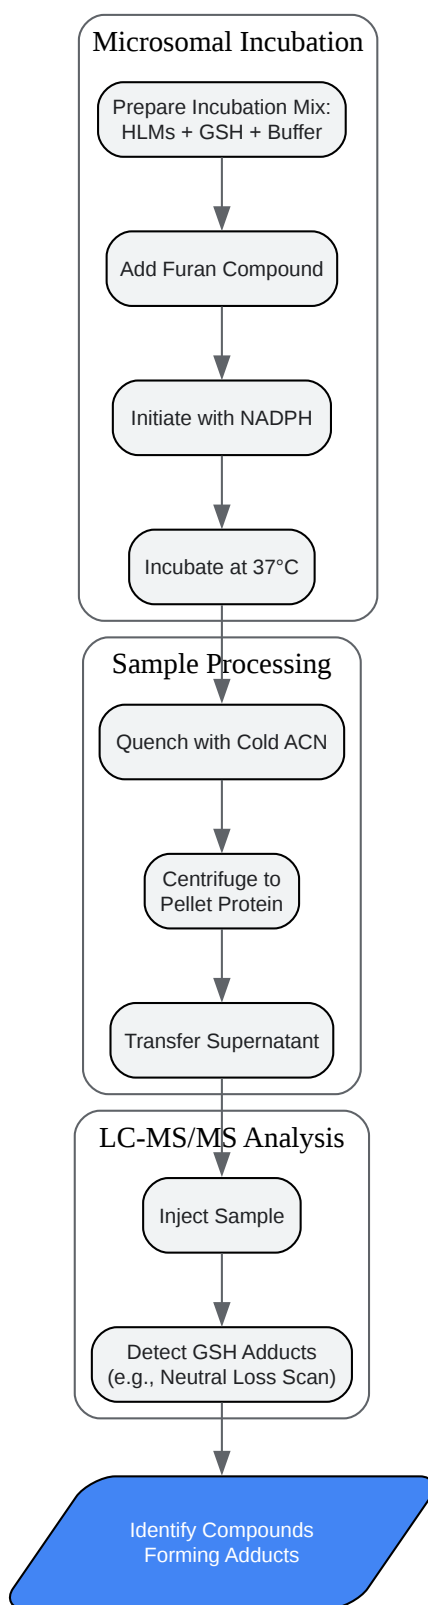 Microsomal Incubation
Prepare Incubation Mix:
HLMs + GSH + Buffer
Add Furan Compound
Initiate with NADPH
Incubate at 37°C
Sample Processing
Quench with Cold ACN
Centrifuge to
Pellet Protein
Transfer Supernatant
LC-MS/MS Analysis
Inject Sample
Detect GSH Adducts
(e.g., Neutral Loss Scan)
Identify Compounds
Forming Adducts